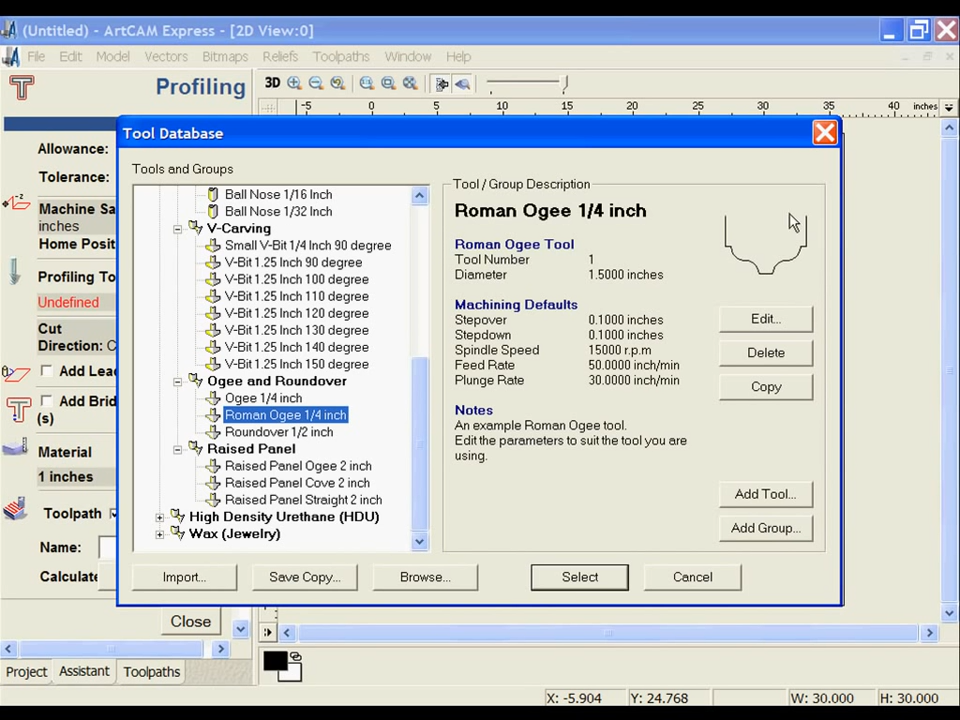 (Untitled) - ArtCAM Express - [2D View:0]
File Edit Model Vectors Bitmaps Reliefs Toolpaths Window Help
Profiling
3D
-5 0 5 10 15 20 25 30 35 40 inches
Tool Database
Allowance:
Tolerance:
Machine Sa
inches
Home Posit
Profiling To
Undefined
Cut
Direction: C
Add Lea
Add Brid
(s)
Material
1 inches
Toolpath
Name:
Calculate
Close
Project Assistant Toolpaths
Tools and Groups
Ball Nose 1/16 Inch
Ball Nose 1/32 Inch
V-Carving
Small V-Bit 1/4 Inch 90 degree
V-Bit 1.25 Inch 90 degree
V-Bit 1.25 Inch 100 degree
V-Bit 1.25 Inch 110 degree
V-Bit 1.25 Inch 120 degree
V-Bit 1.25 Inch 130 degree
V-Bit 1.25 Inch 140 degree
V-Bit 1.25 Inch 150 degree
Ogee and Roundover
Ogee 1/4 inch
Roman Ogee 1/4 inch
Roundover 1/2 inch
Raised Panel
Raised Panel Ogee 2 inch
Raised Panel Cove 2 inch
Raised Panel Straight 2 inch
High Density Urethane (HDU)
Wax (Jewelry)
Tool / Group Description
Roman Ogee 1/4 inch
Roman Ogee Tool
Tool Number 1
Diameter 1.5000 inches
Machining Defaults
Stepover 0.1000 inches
Stepdown 0.1000 inches
Spindle Speed 15000 r.p.m
Feed Rate 50.0000 inch/min
Plunge Rate 30.0000 inch/min
Notes
An example Roman Ogee tool.
Edit the parameters to suit the tool you are
using.
Edit...
Delete
Copy
Add Tool...
Add Group...
Import... Save Copy... Browse... Select Cancel
X: -5.904 Y: 24.768 W: 30.000 H: 30.000